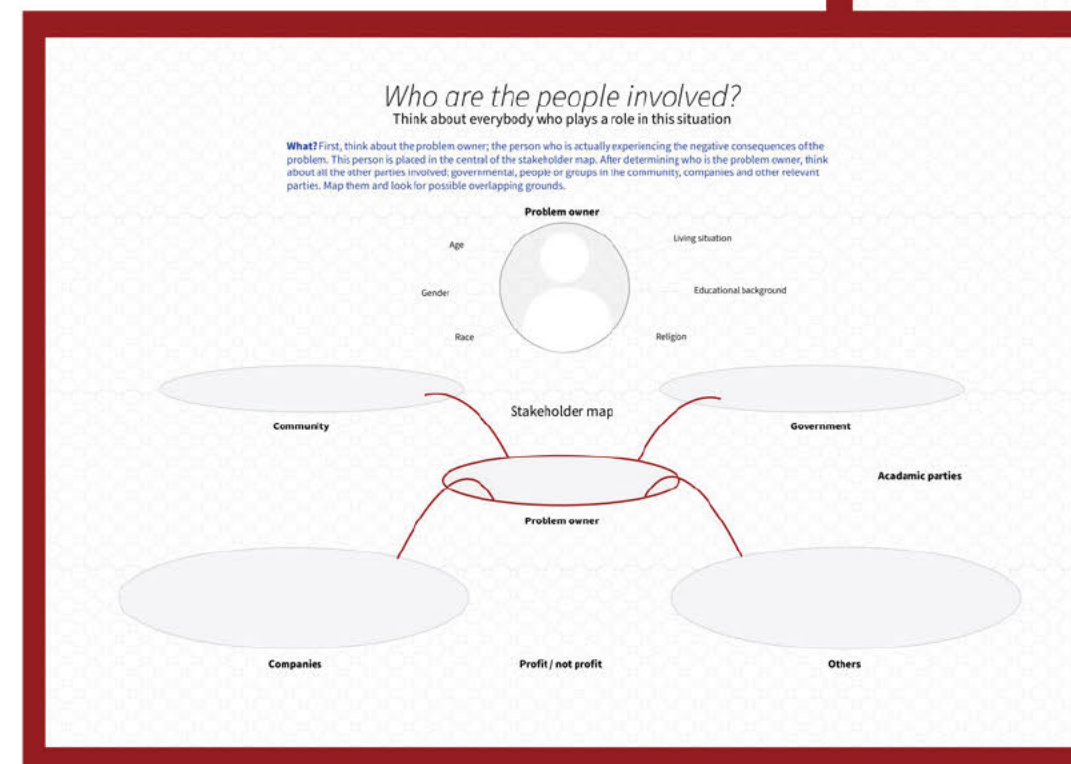 Who are the people involved?
Think about everybody who plays a role in this situation
What? First, think about the problem owner; the person who is actually experiencing the negative consequences of the
problem. This person is placed in the central of the stakeholder map. After determining who is the problem owner, think
about all the other parties involved; governmental, people or groups in the community, companies and other relevant
parties. Map them and look for possible overlapping grounds.
Problem owner
Age
Living situation
Gender
Educational background
Race
Religion
Stakeholder map
Community
Government
Acadamic parties
Problem owner
Companies
Profit / not profit
Others